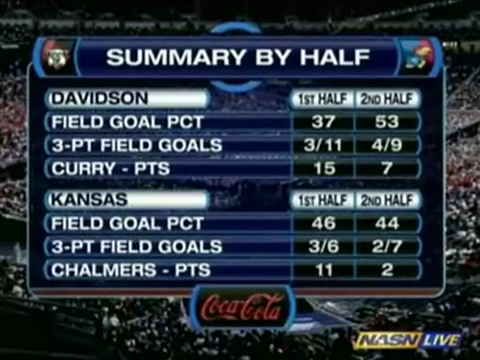 SUMMARY BY HALF
DAVIDSON 1ST HALF 2ND HALF
FIELD GOAL PCT 37 53
3-PT FIELD GOALS 3/11 4/9
CURRY - PTS 15 7
KANSAS 1ST HALF 2ND HALF
FIELD GOAL PCT 46 44
3-PT FIELD GOALS 3/6 2/7
CHALMERS - PTS 11 2
Coca-Cola
NASN LIVE